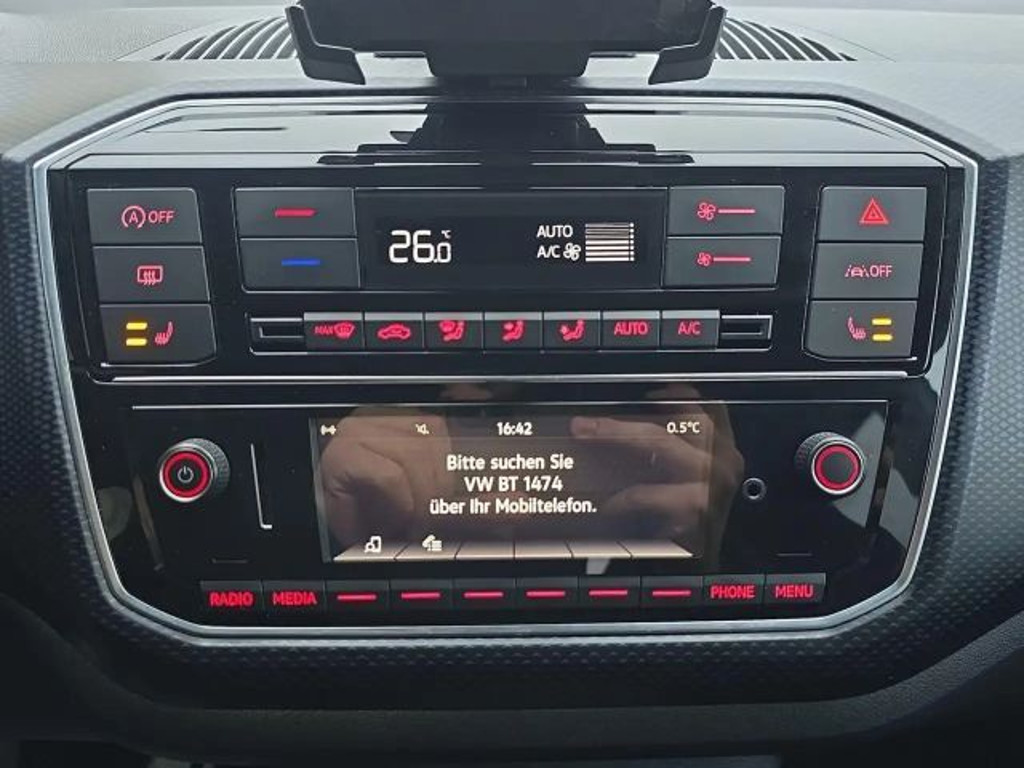 A OFF
26.0 °C
AUTO
A/C
OFF
MAX
AUTO
A/C
16:42
0.5°C
Bitte suchen Sie
VW BT 1474
über Ihr Mobiltelefon.
RADIO
MEDIA
PHONE
MENU